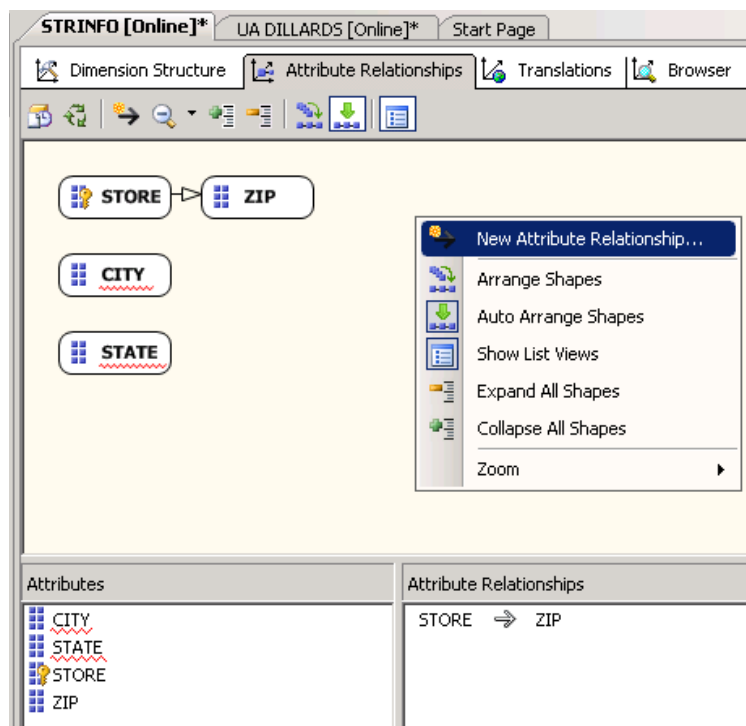 STRINFO [Online]* UA DILLARDS [Online]* Start Page
Dimension Structure Attribute Relationships Translations Browser
STORE ZIP
CITY
STATE
New Attribute Relationship...
Arrange Shapes
Auto Arrange Shapes
Show List Views
Expand All Shapes
Collapse All Shapes
Zoom
Attributes
CITY
STATE
STORE
ZIP
Attribute Relationships
STORE ⇒ ZIP